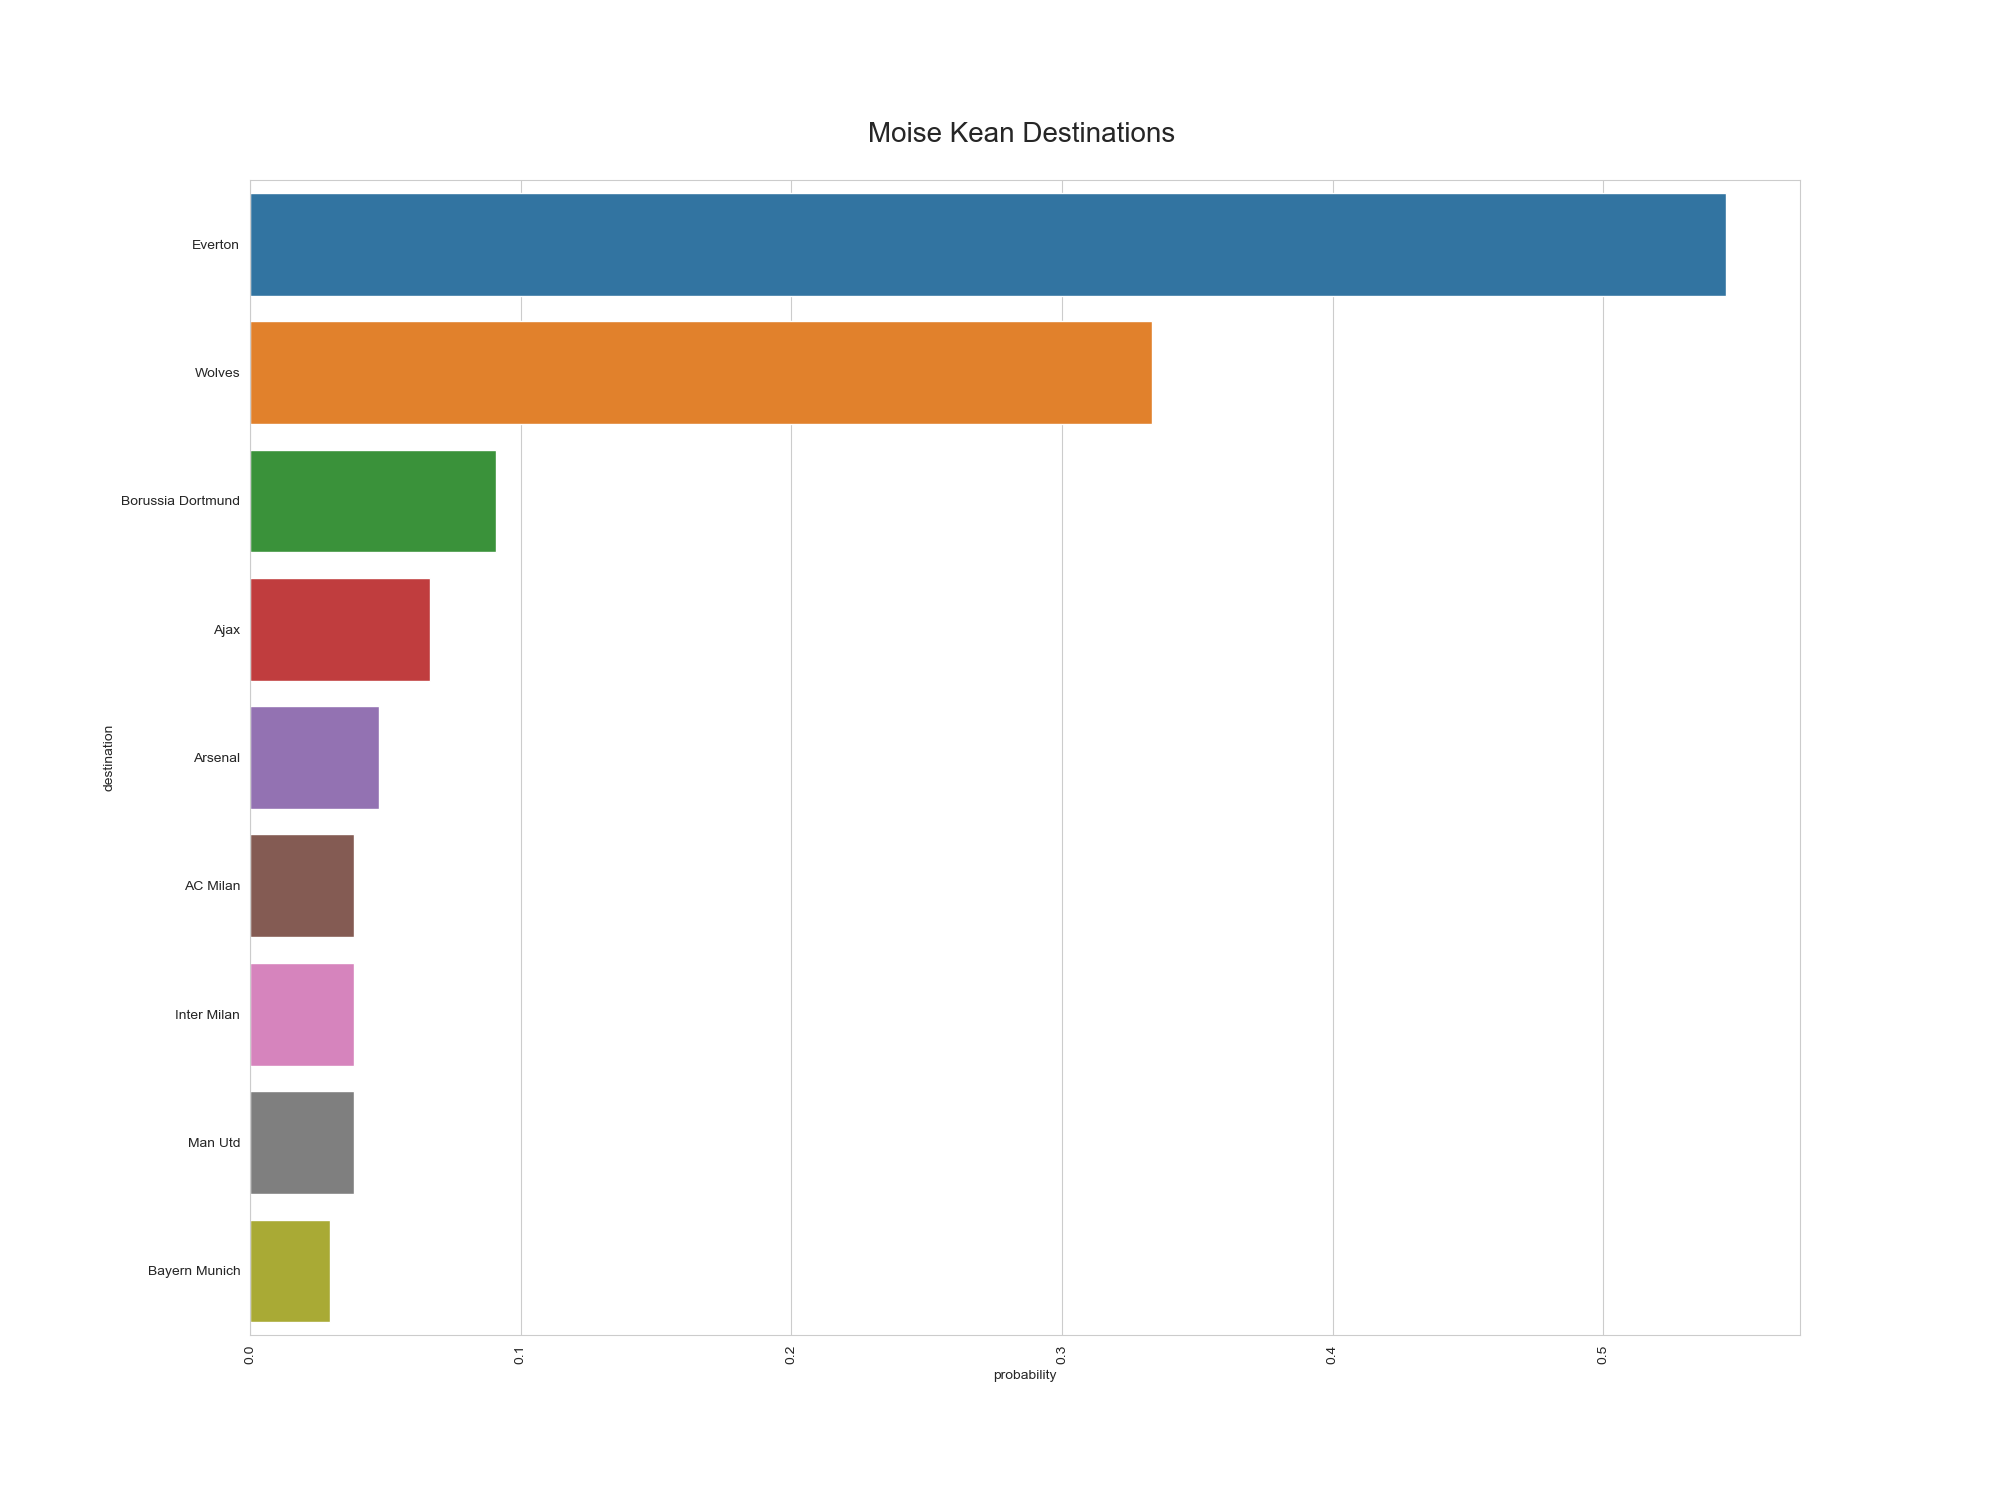 Moise Kean Destinations
Everton
Wolves
Borussia Dortmund
Ajax
Arsenal
destination
AC Milan
Inter Milan
Man Utd
Bayern Munich
0.0 0.1 0.2 0.3 0.4 0.5
probability